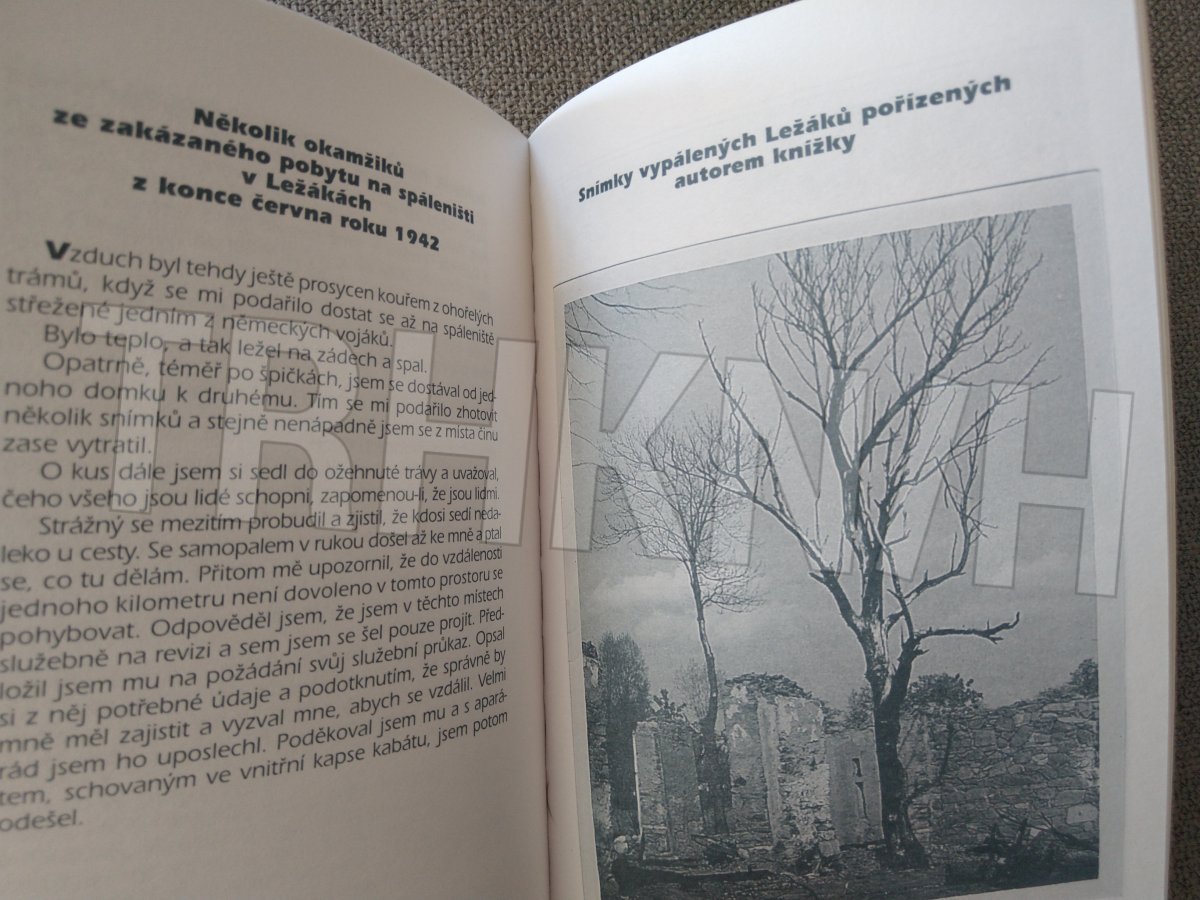 Několik okamžiků
ze zakázaného pobytu na spáleništi
v Ležákách
z konce června roku 1942
Vzduch byl tehdy ještě prosycen kouřem z ohořelých
trámů, když se mi podařilo dostat se až na spáleniště
střežené jedním z německých vojáků.
Bylo teplo, a tak ležel na zádech a spal.
Opatrně, téměř po špičkách, jsem se dostával od jed-
noho domku k druhému. Tím se mi podařilo zhotovit
několik snímků a stejně nenápadně jsem se z místa činu
zase vytratil.
O kus dále jsem si sedl do ožehnuté trávy a uvažoval,
čeho všeho jsou lidé schopni, zapomenou-li, že jsou lidmi.
Strážný se mezitím probudil a zjistil, že kdosi sedí neda-
leko u cesty. Se samopalem v rukou došel až ke mně a ptal
se, co tu dělám. Přitom mě upozornil, že do vzdálenosti
jednoho kilometru není dovoleno v tomto prostoru se
pohybovat. Odpověděl jsem, že jsem v těchto místech
služebně na revizi a sem jsem se šel pouze projít. Před-
ložil jsem mu na požádání svůj služební průkaz. Opsal
si z něj potřebné údaje a podotknutím, že správně by
mně měl zajistit a vyzval mne, abych se vzdálil. Velmi
rád jsem ho uposlechl. Poděkoval jsem mu a s apará-
tem, schovaným ve vnitřní kapse kabátu, jsem potom
odešel.
Snímky vypálených Ležáků pořízených
autorem knížky
TRHKNIH